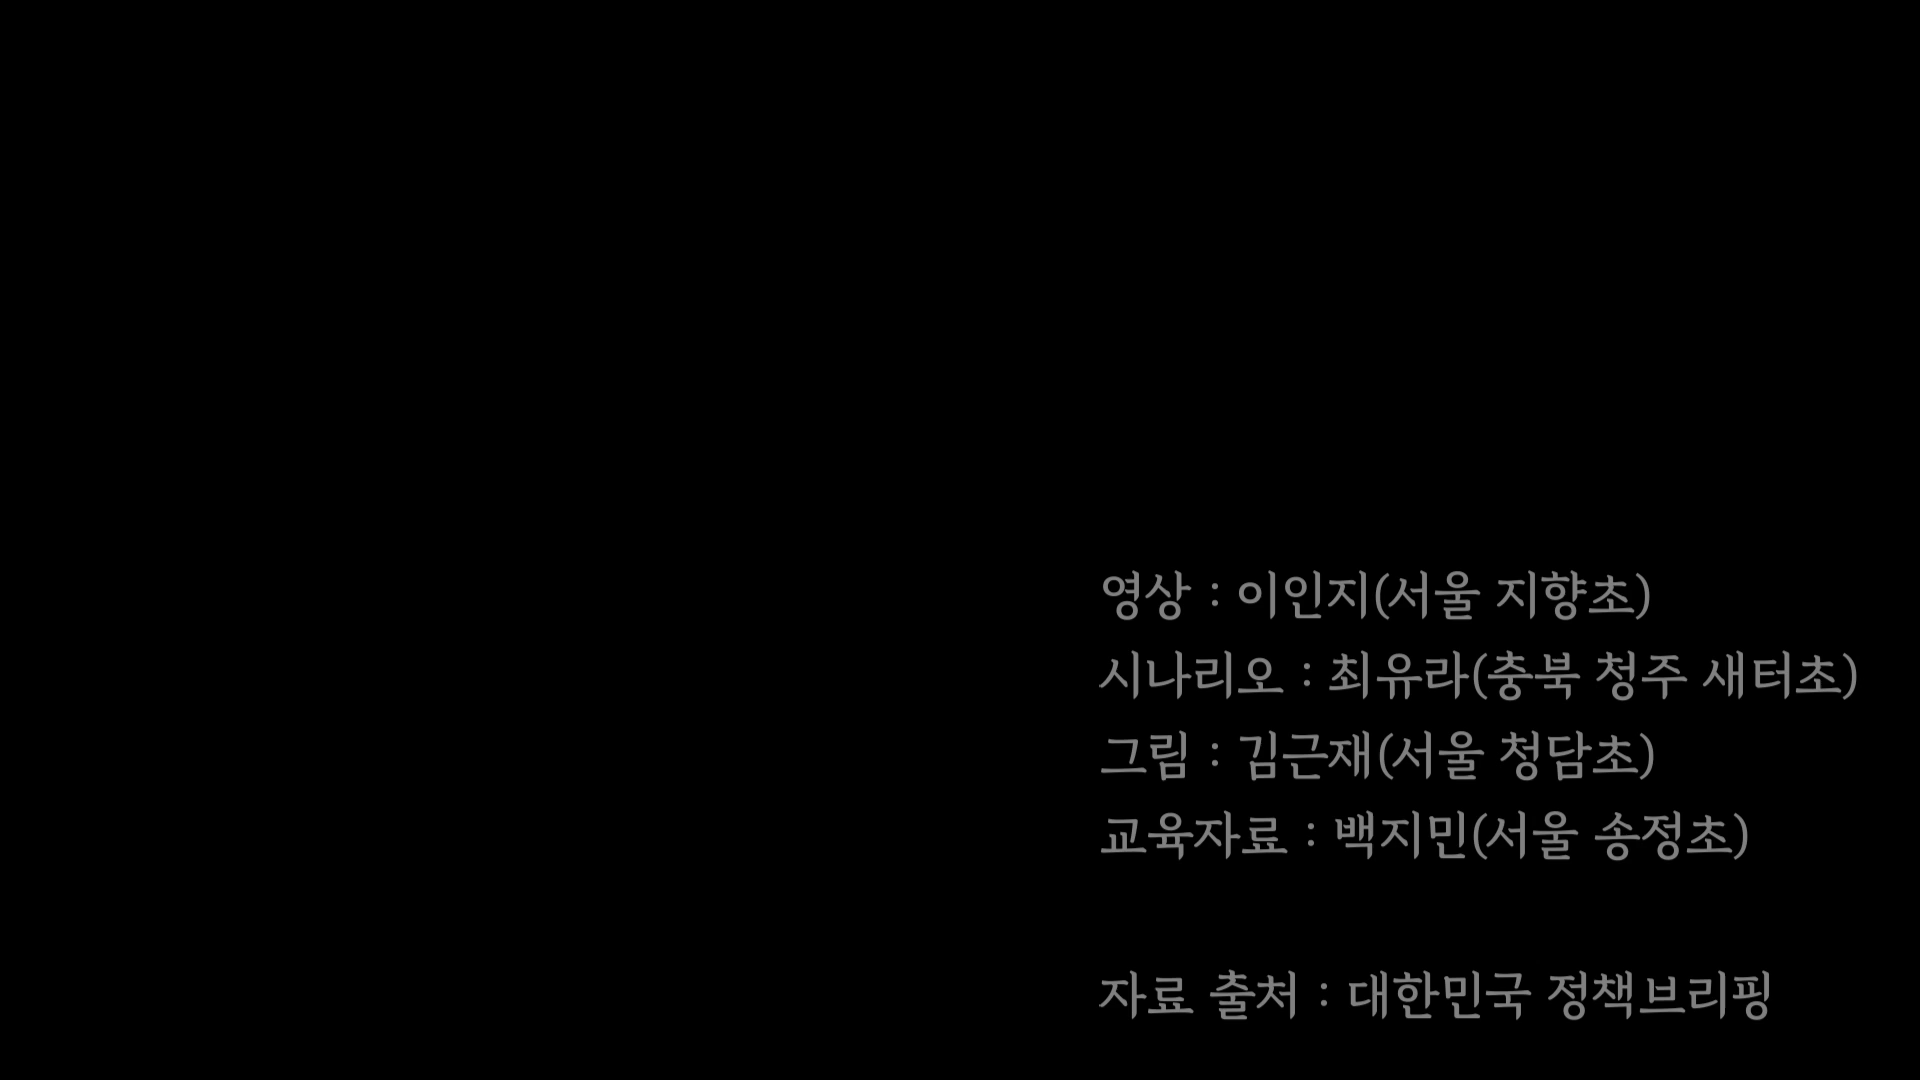 영상 : 이인지(서울 지향초)
시나리오 : 최유라(충북 청주 새터초)
그림 : 김근재(서울 청담초)
교육자료 : 백지민(서울 송정초)
자료 출처 : 대한민국 정책브리핑